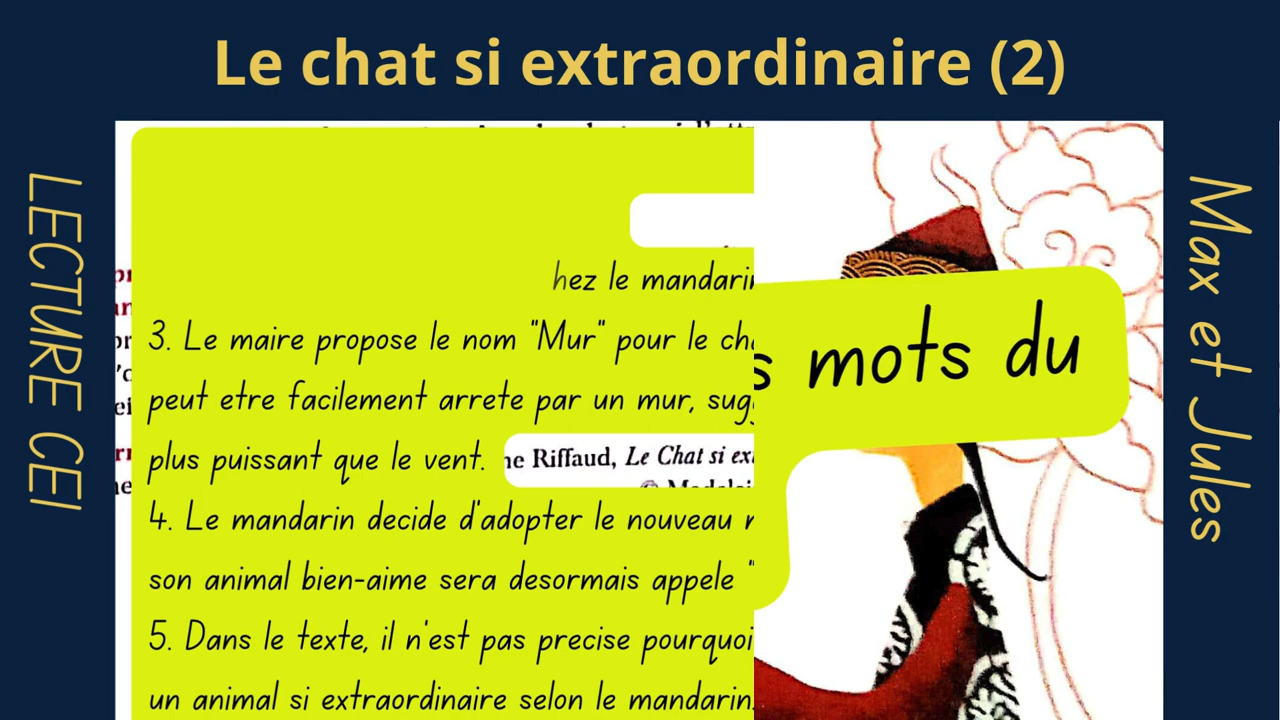 Le chat si extraordinaire (2)
LECTURE CE1
hez le mandarin
3. Le maire propose le nom "Mur" pour le cha
peut etre facilement arrete par un mur, sugg
plus puissant que le vent.
ne Riffaud, Le Chat si ex
4. Le mandarin decide d'adopter le nouveau n
son animal bien-aime sera desormais appele "
5. Dans le texte, il n'est pas precise pourquoi
un animal si extraordinaire selon le mandarin.
s mots du
Max et Jules